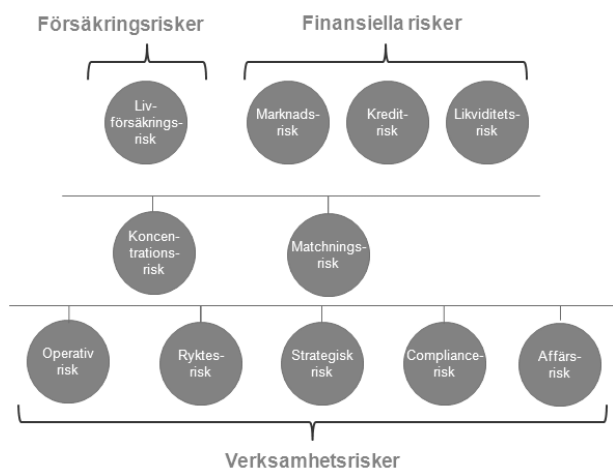 Försäkringsrisker
Finansiella risker
Liv-
försäkrings-
risk
Marknads-
risk
Kredit-
risk
Likviditets-
risk
Koncen-
trations-
risk
Matchnings-
risk
Operativ
risk
Ryktes-
risk
Strategisk
risk
Compliance-
risk
Affärs-
risk
Verksamhetsrisker